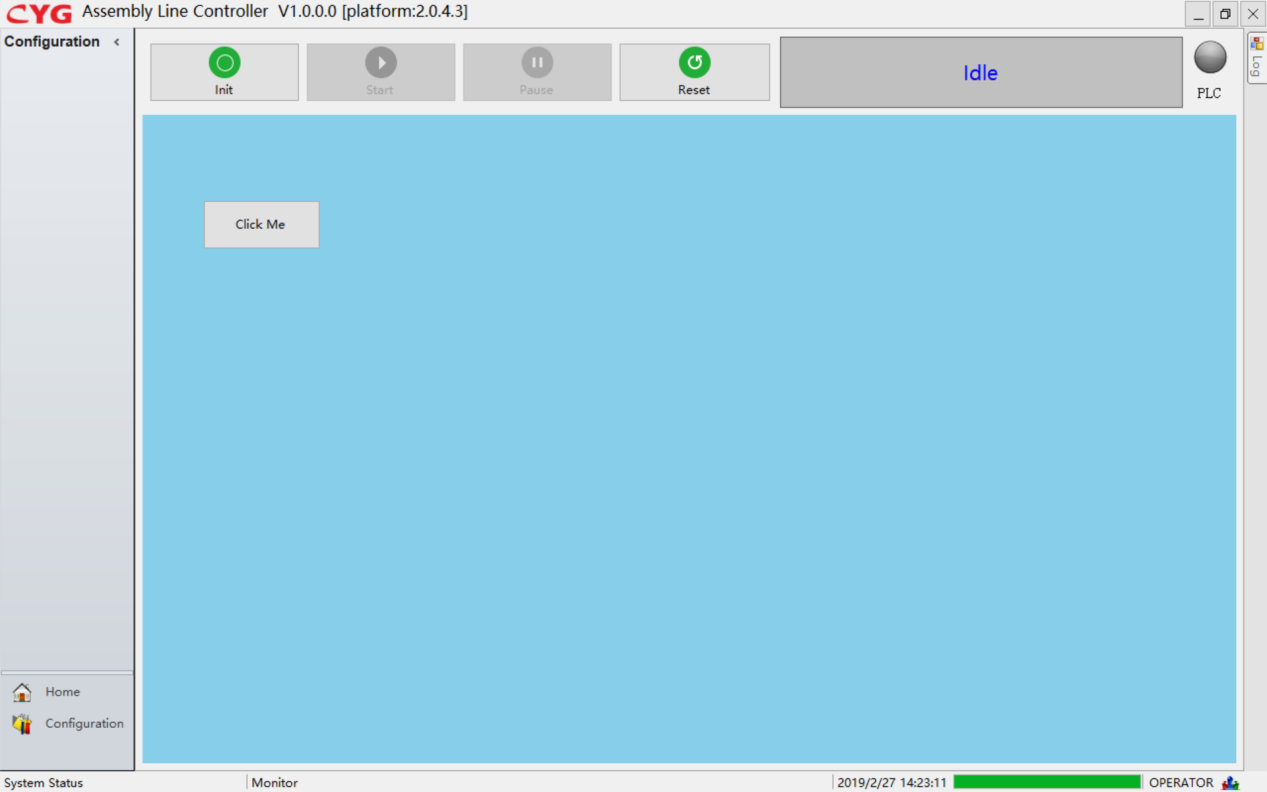 CYG Assembly Line Controller V1.0.0.0 [platform:2.0.4.3]
Configuration <
Init
Start
Pause
Reset
Idle
PLC
Log
Click Me
Home
Configuration
System Status
Monitor
2019/2/27 14:23:11
OPERATOR